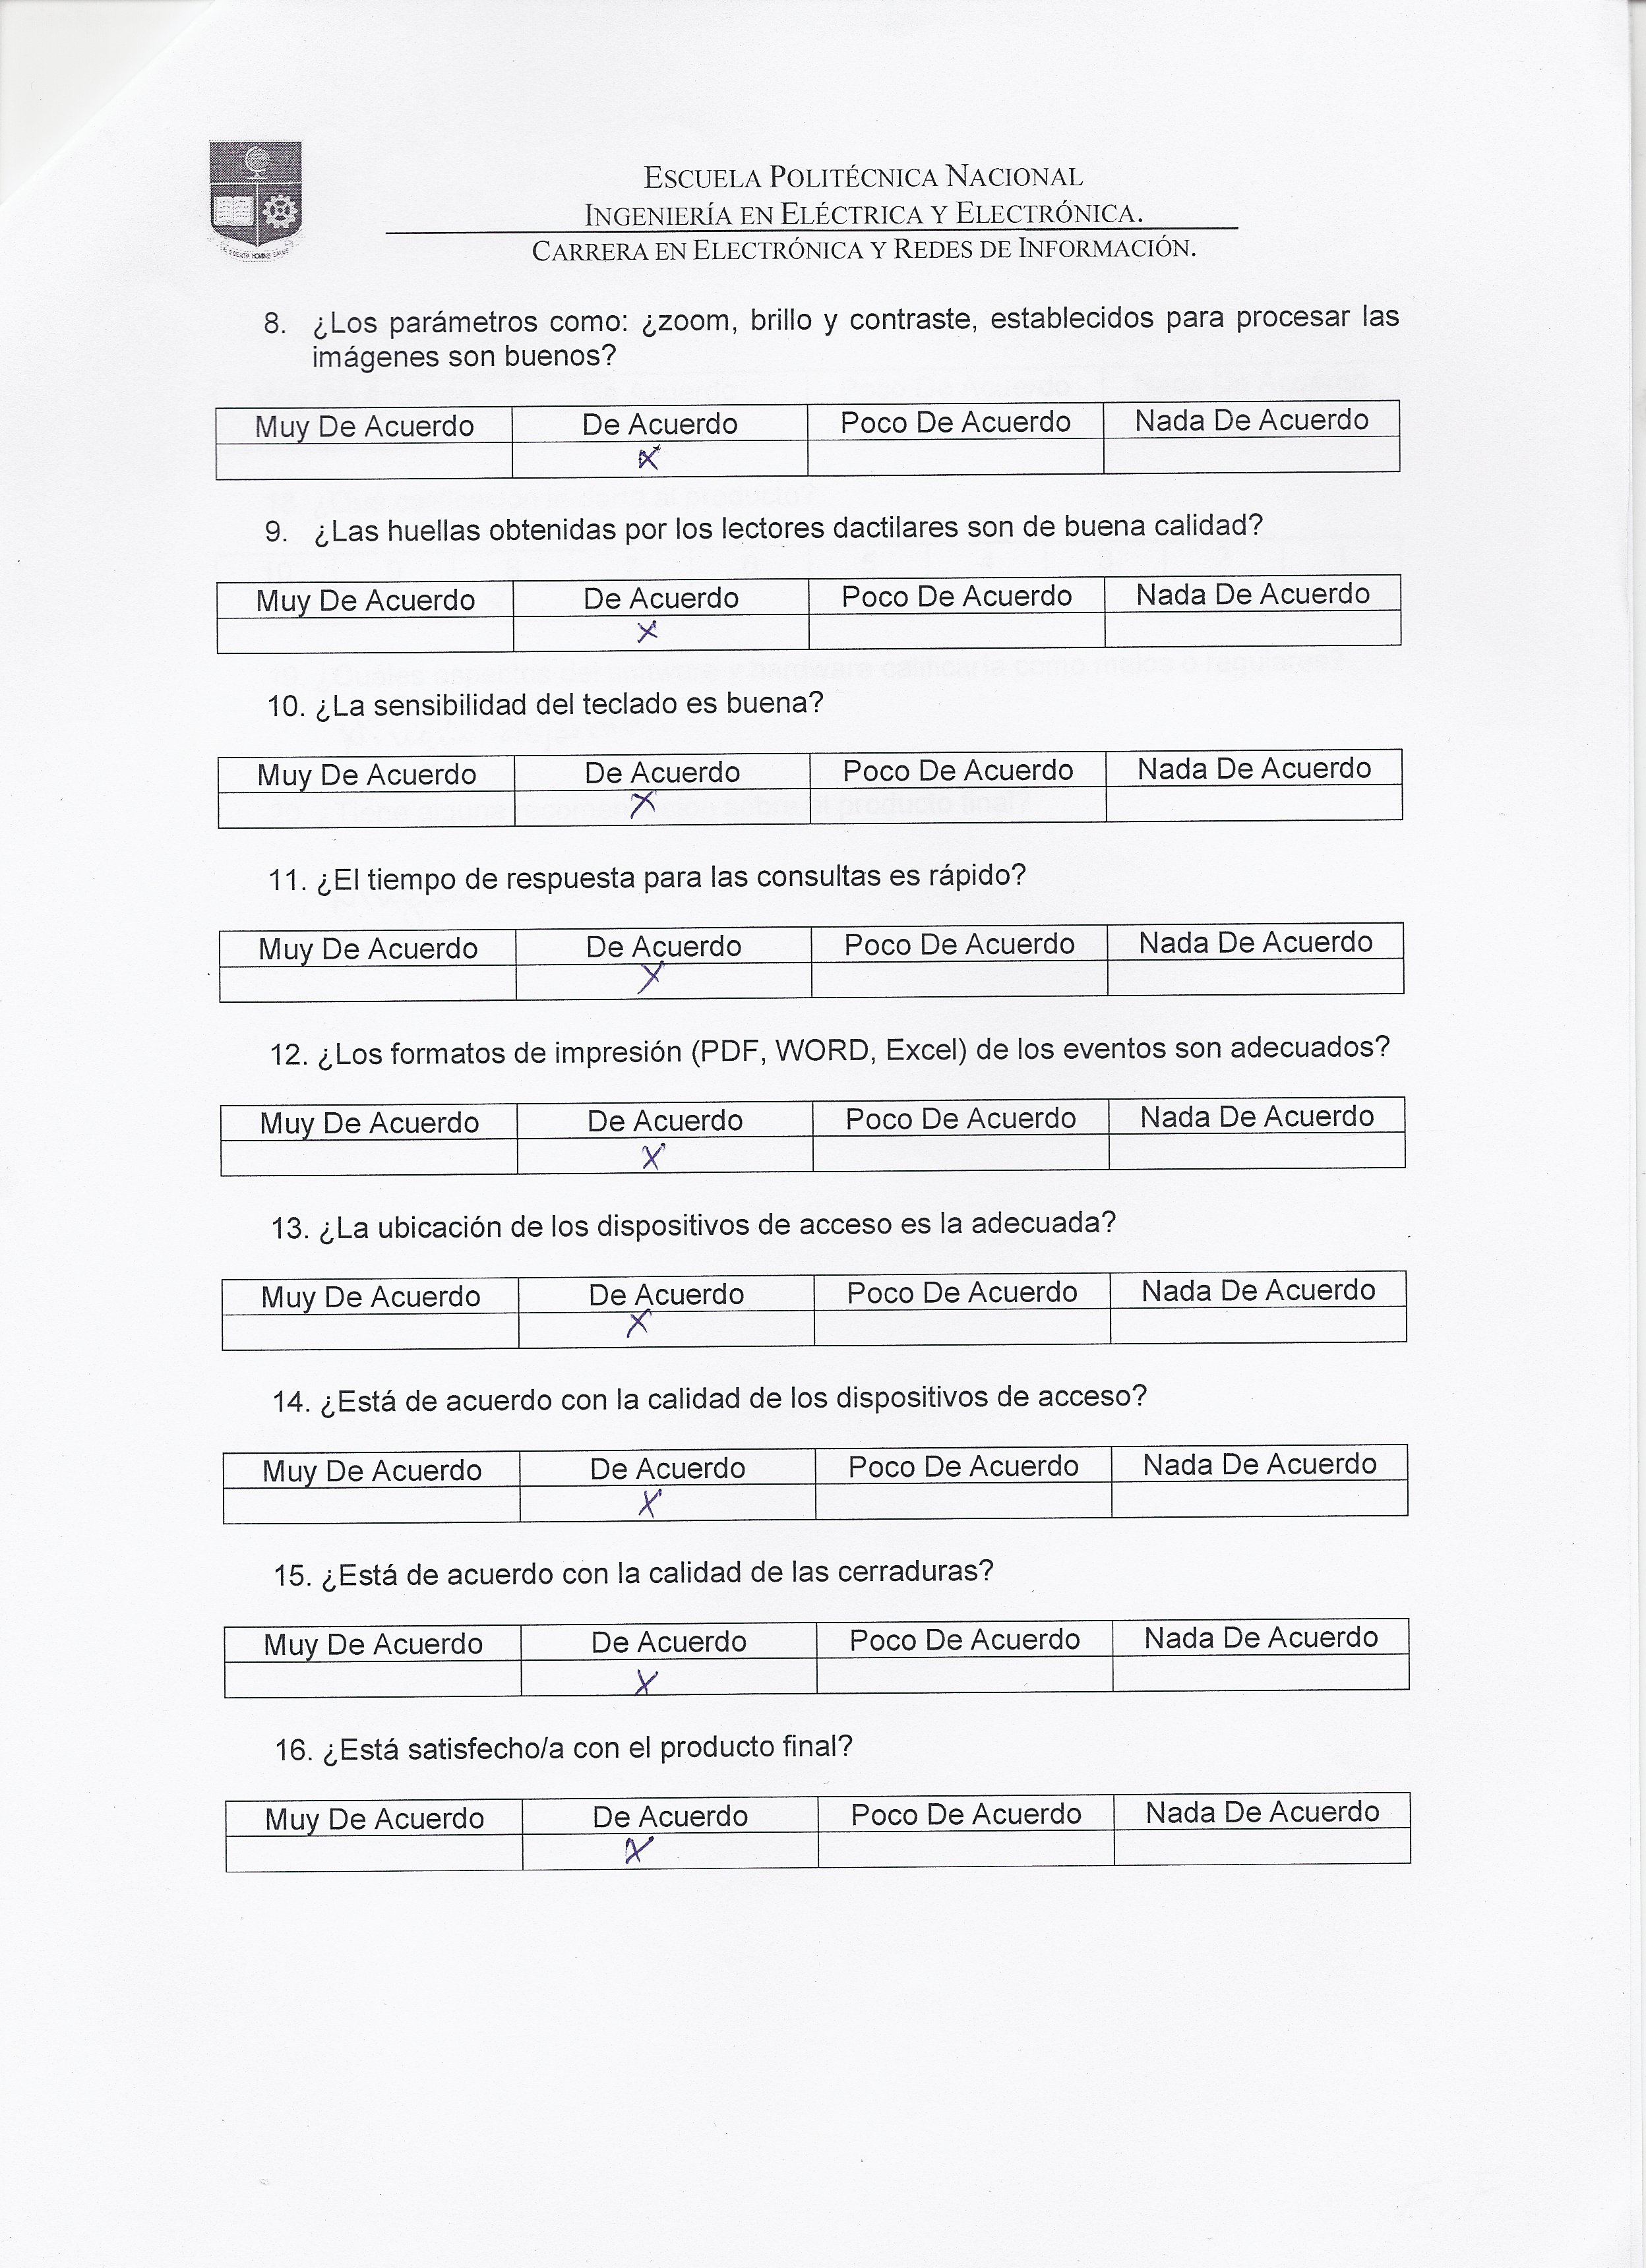 ESCUELA POLITÉCNICA NACIONAL
INGENIERÍA EN ELÉCTRICA Y ELECTRÓNICA.
CARRERA EN ELECTRÓNICA Y REDES DE INFORMACIÓN.
8. ¿Los parámetros como: ¿zoom, brillo y contraste, establecidos para procesar las
imágenes son buenos?
Muy De Acuerdo De Acuerdo Poco De Acuerdo Nada De Acuerdo
X
9. ¿Las huellas obtenidas por los lectores dactilares son de buena calidad?
Muy De Acuerdo De Acuerdo Poco De Acuerdo Nada De Acuerdo
X
10. ¿La sensibilidad del teclado es buena?
Muy De Acuerdo De Acuerdo Poco De Acuerdo Nada De Acuerdo
X
11. ¿El tiempo de respuesta para las consultas es rápido?
Muy De Acuerdo De Acuerdo Poco De Acuerdo Nada De Acuerdo
X
12. ¿Los formatos de impresión (PDF, WORD, Excel) de los eventos son adecuados?
Muy De Acuerdo De Acuerdo Poco De Acuerdo Nada De Acuerdo
X
13. ¿La ubicación de los dispositivos de acceso es la adecuada?
Muy De Acuerdo De Acuerdo Poco De Acuerdo Nada De Acuerdo
X
14. ¿Está de acuerdo con la calidad de los dispositivos de acceso?
Muy De Acuerdo De Acuerdo Poco De Acuerdo Nada De Acuerdo
X
15. ¿Está de acuerdo con la calidad de las cerraduras?
Muy De Acuerdo De Acuerdo Poco De Acuerdo Nada De Acuerdo
X
16. ¿Está satisfecho/a con el producto final?
Muy De Acuerdo De Acuerdo Poco De Acuerdo Nada De Acuerdo
X